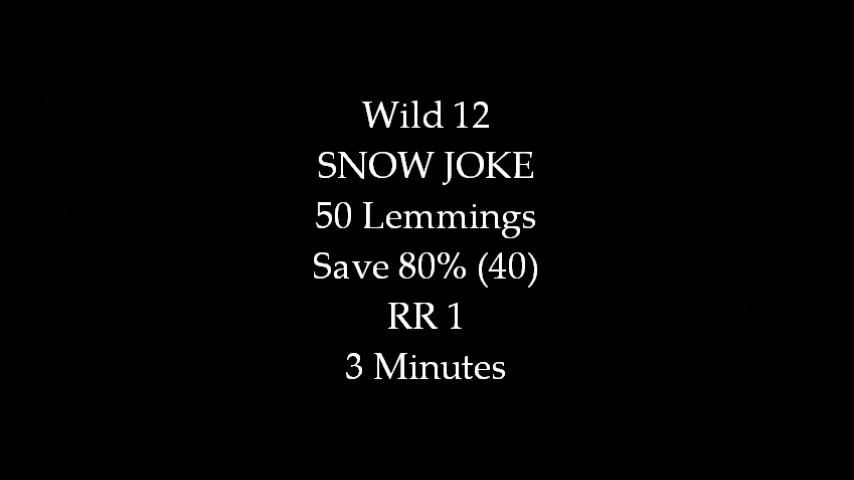 Wild 12
SNOW JOKE
50 Lemmings
Save 80% (40)
RR 1
3 Minutes